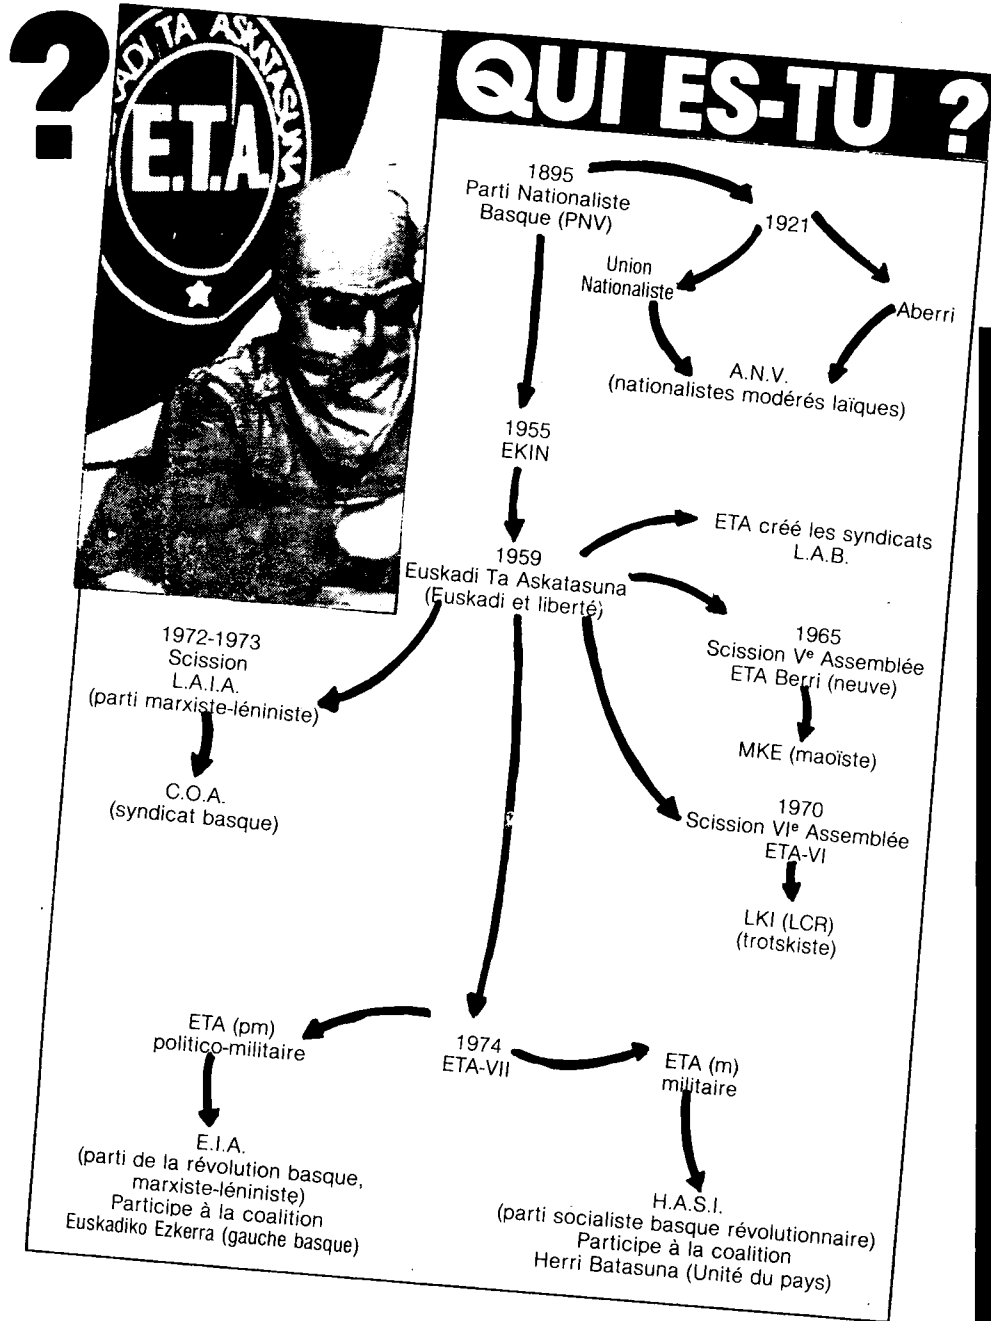 ?
ADI TA ASKATASUNA
E.T.A.
QUI ES-TU ?
1895
Parti Nationaliste
Basque (PNV)
1921
Union
Nationaliste
Aberri
A.N.V.
(nationalistes modérés laïques)
1955
EKIN
ETA créé les syndicats
L.A.B.
1959
Euskadi Ta Askatasuna
(Euskadi et liberté)
1965
Scission Ve Assemblée
ETA Berri (neuve)
MKE (maoïste)
1972-1973
Scission
L.A.I.A.
(parti marxiste-léniniste)
C.O.A.
(syndicat basque)
1970
Scission VIe Assemblée
ETA-VI
LKI (LCR)
(trotskiste)
1974
ETA-VII
ETA (pm)
politico-militaire
E.I.A.
(parti de la révolution basque,
marxiste-léniniste)
Participe à la coalition
Euskadiko Ezkerra (gauche basque)
ETA (m)
militaire
H.A.S.I.
(parti socialiste basque révolutionnaire)
Participe à la coalition
Herri Batasuna (Unité du pays)